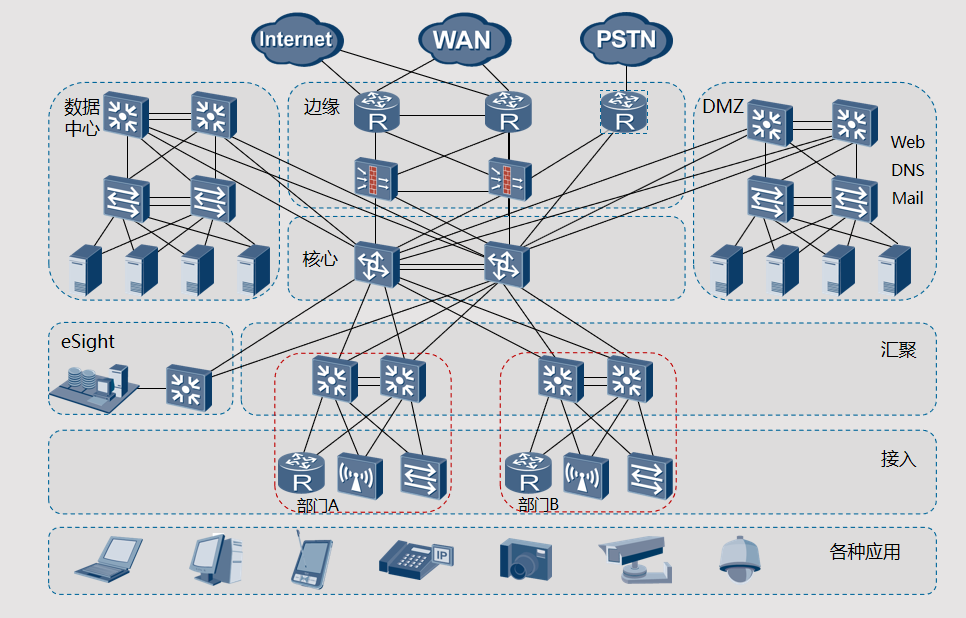 Internet
WAN
PSTN
数据
中心
边缘
R
R
R
DMZ
Web
DNS
Mail
核心
eSight
汇聚
R
R
接入
部门A
部门B
IP
各种应用